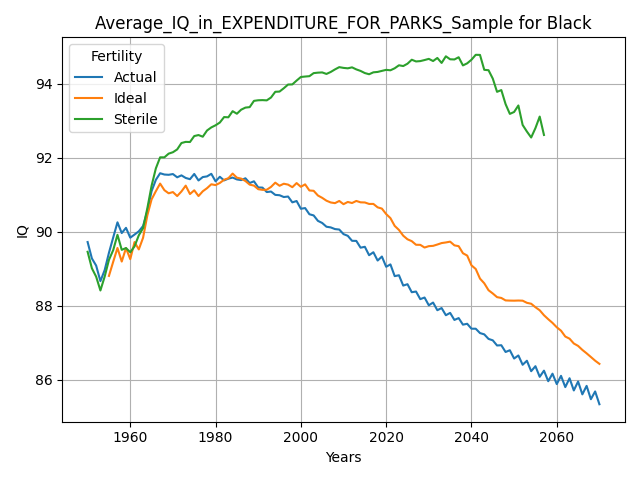 Average_IQ_in_EXPENDITURE_FOR_PARKS_Sample for Black
Fertility
Actual
Ideal
Sterile
IQ
94
92
90
88
86
1960
1980
2000
2020
2040
2060
Years